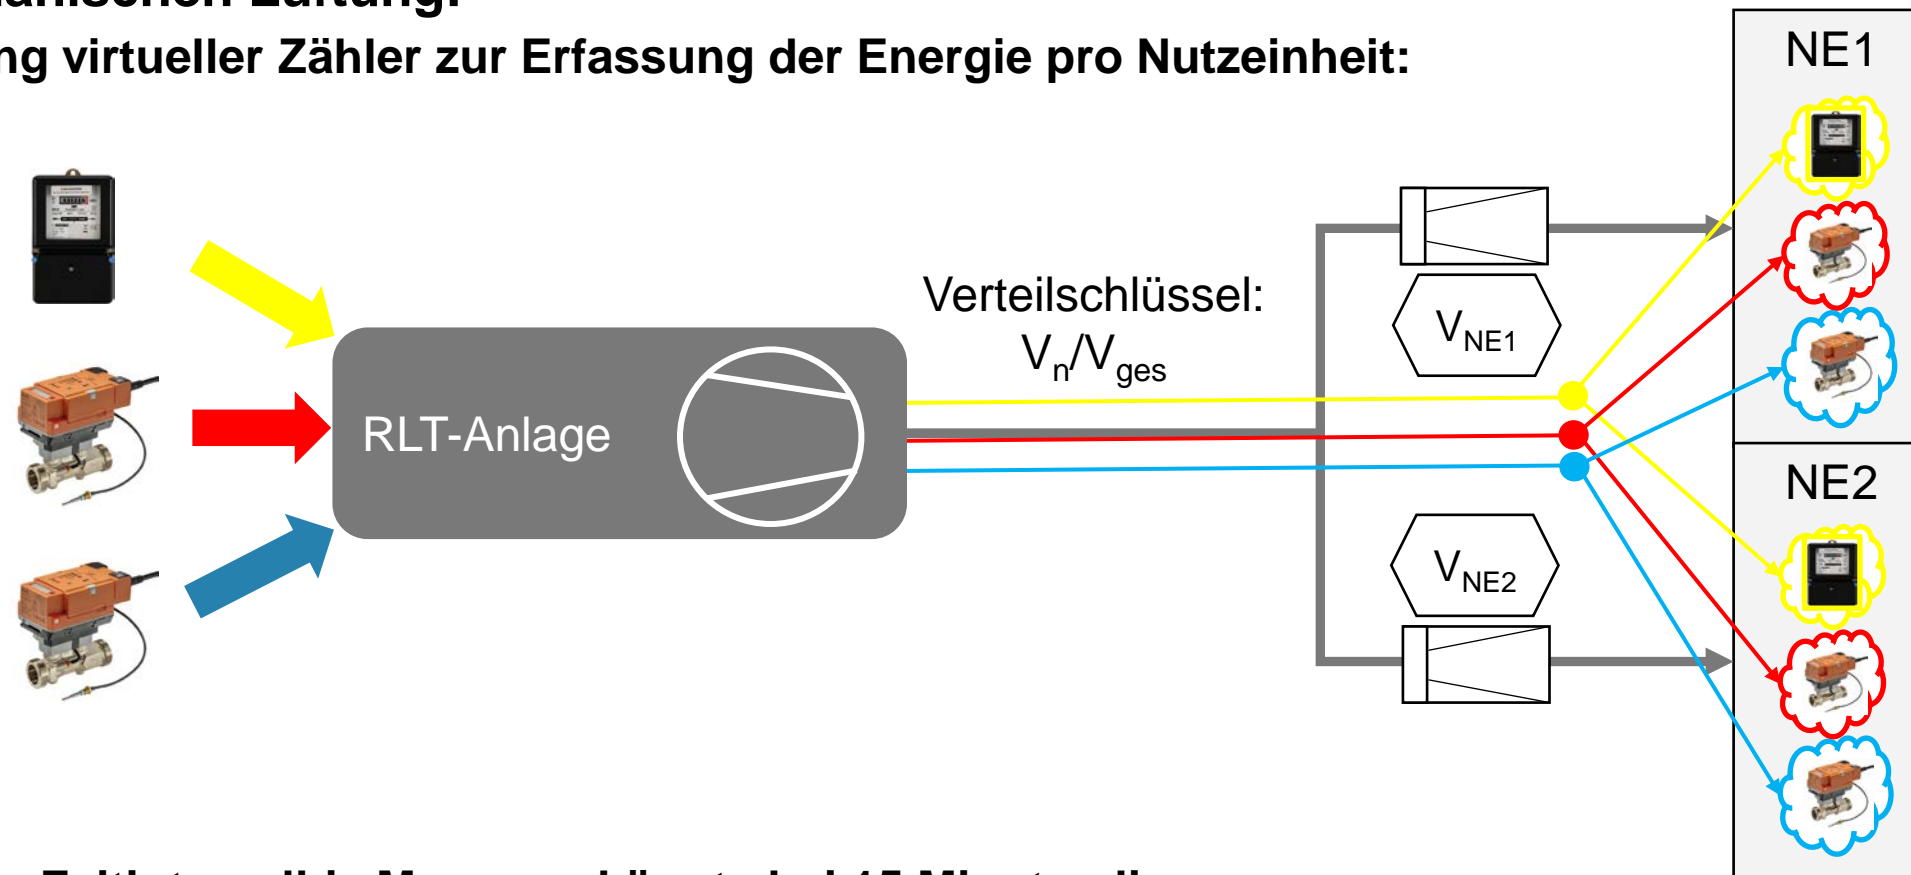 ng virtueller Zähler zur Erfassung der Energie pro Nutzeinheit:
NE1
Verteilschlüssel:
Vn/Vges
VNE1
RLT-Anlage
NE2
VNE2